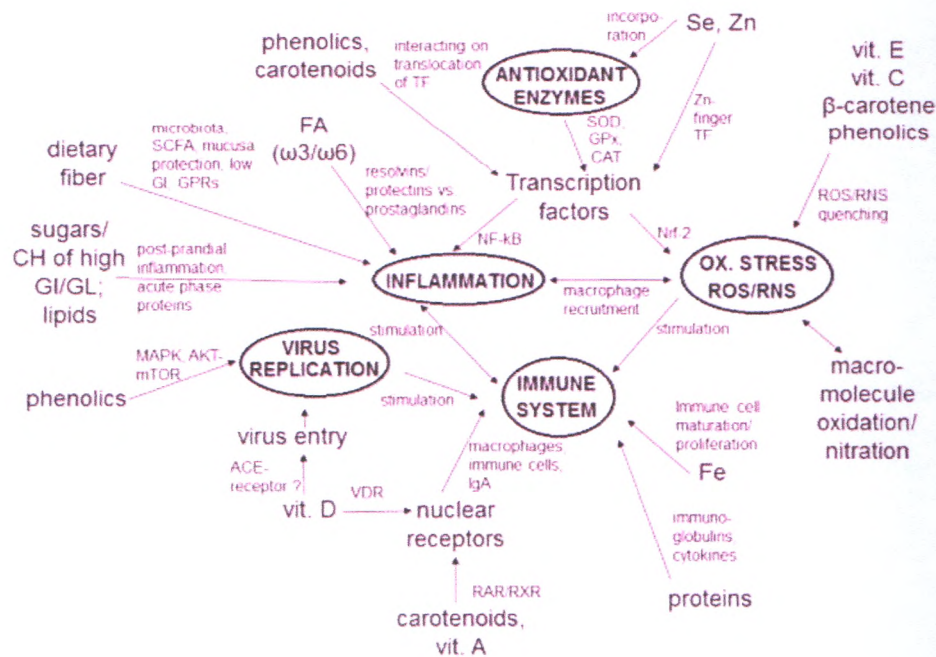 incorpo-
ration
Se, Zn
phenolics,
carotenoids
interacting on
translocation
of TF
ANTIOXIDANT
ENZYMES
vit. E
vit. C
β-carotene
phenolics
Zn-
finger
TF
SOD,
GPx,
CAT
microbiota,
SCFA, mucusa
protection, low
GI, GPRs
FA
(ω3/ω6)
dietary
fiber
resolvins/
protectins vs
prostaglandins
Transcription
factors
ROS/RNS
quenching
sugars/
CH of high
GI/GL;
lipids
post-prandial
inflammation,
acute phase
proteins
NF-kB
Nrf 2
INFLAMMATION
OX. STRESS
ROS/RNS
macrophage
recruitment
stimulation
stimulation
MAPK, AKT-
mTOR
VIRUS
REPLICATION
phenolics
stimulation
IMMUNE
SYSTEM
macro-
molecule
oxidation/
nitration
Immune cell
maturation/
proliferation
virus entry
macrophages,
immune cells,
IgA
Fe
ACE-
receptor ?
vit. D
VDR
nuclear
receptors
immuno-
globulins
cytokines
proteins
RAR/RXR
carotenoids,
vit. A